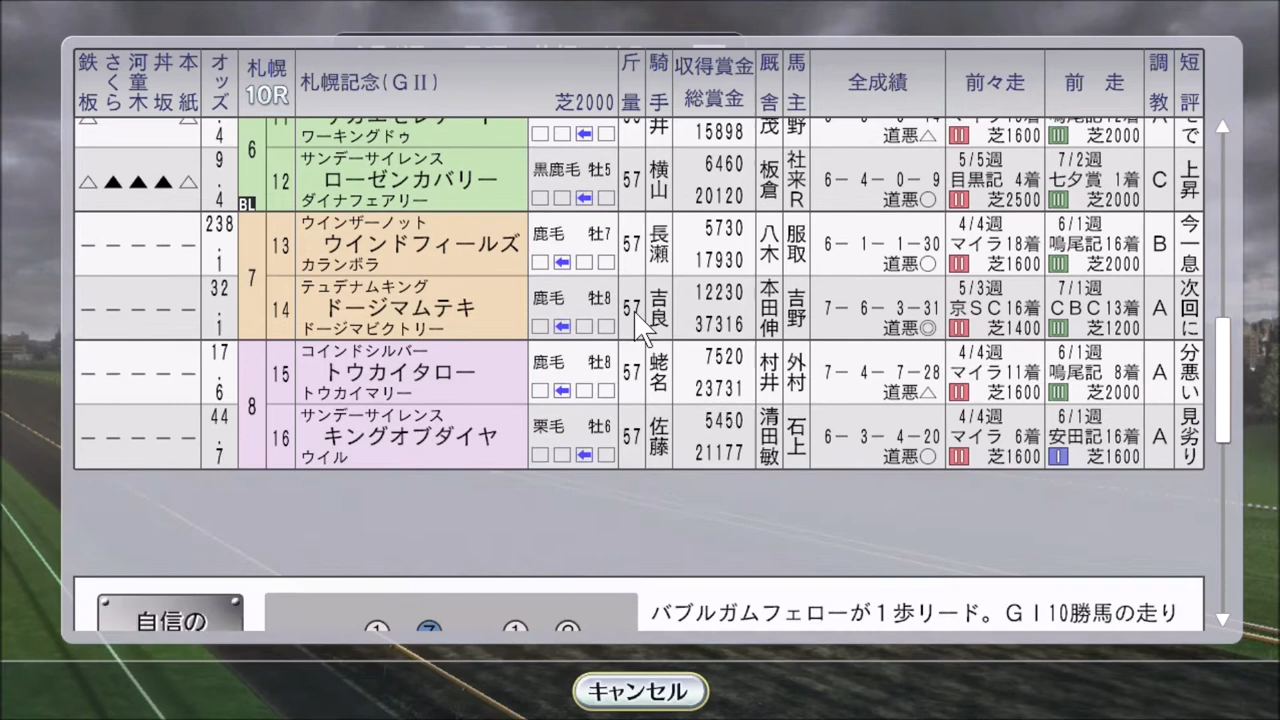 鉄板 さくら 河童木 丼坂 本紙 オッズ 札幌10R 札幌記念(GⅡ) 芝2000 斤量 騎手 収得賞金 総賞金 厩舎 馬主 全成績 前々走 前 走 調教 短評
△ △ . 4 6 ワーキングドゥ 井 15898 茂 野 道悪△ Ⅱ 芝1600 Ⅲ 芝2000 で
サンデーサイレンス
△ ▲ ▲ ▲ △ 9.4 BL 12 ローゼンカバリー 黒鹿毛 牡5 57 横山 6460 20120 板倉 社来R 6－4－0－9 道悪○ 5/5週 目黒記 4着 Ⅱ 芝2500 7/2週 七夕賞 1着 Ⅲ 芝2000 C 上昇
ダイナフェアリー
ウインザーノット
－ － － － － 238.1 7 13 ウインドフィールズ 鹿毛 牡7 57 長瀬 5730 17930 八木 服取 6－1－1－30 道悪○ 4/4週 マイラ18着 Ⅱ 芝1600 6/1週 鳴尾記16着 Ⅲ 芝2000 B 今一息
カランボラ
テュデナムキング
－ － － － － 32.1 14 ドージマムテキ 鹿毛 牡8 57 吉良 12230 37316 本田伸 吉野 7－6－3－31 道悪◎ 5/3週 京SC16着 Ⅱ 芝1400 7/1週 CBC13着 Ⅲ 芝1200 A 次回に
ドージマビクトリー
コインドシルバー
－ － － － － 17.6 8 15 トウカイタロー 鹿毛 牡8 57 蛯名 7520 23731 村井 外村 7－4－7－28 道悪△ 4/4週 マイラ11着 Ⅱ 芝1600 6/1週 鳴尾記 8着 Ⅲ 芝2000 A 分悪い
トウカイマリー
サンデーサイレンス
－ － － － － 44.7 16 キングオブダイヤ 栗毛 牡6 57 佐藤 5450 21177 清田敏 石上 6－3－4－20 道悪○ 4/4週 マイラ 6着 Ⅱ 芝1600 6/1週 安田記16着 Ⅰ 芝1600 A 見劣り
ウイル
自信の
バブルガムフェローが1歩リード。GⅠ10勝馬の走り
キャンセル